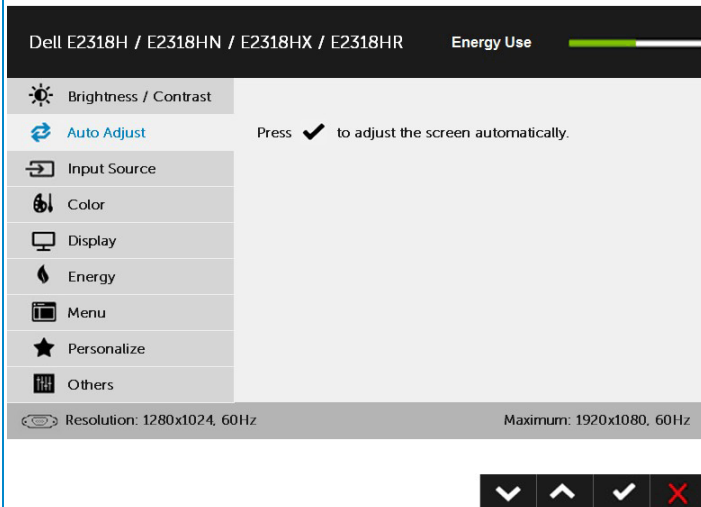 Dell E2318H / E2318HN / E2318HX / E2318HR Energy Use
Brightness / Contrast
Auto Adjust
Press ✔ to adjust the screen automatically.
Input Source
Color
Display
Energy
Menu
Personalize
Others
Resolution: 1280x1024, 60Hz Maximum: 1920x1080, 60Hz